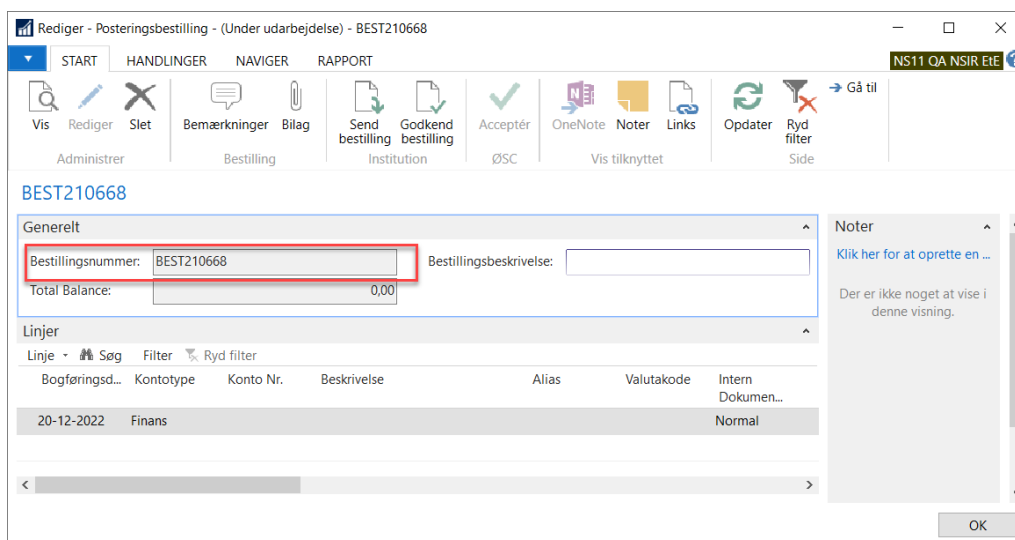 Rediger - Posteringsbestilling - (Under udarbejdelse) - BEST210668
START HANDLINGER NAVIGER RAPPORT NS11 QA NSIR EtE
Vis Rediger Slet Bemærkninger Bilag Send bestilling Godkend bestilling Acceptér OneNote Noter Links Opdater Ryd filter Gå til
Administrer Bestilling Institution ØSC Vis tilknyttet Side
BEST210668
Generelt
Bestillingsnummer: BEST210668 Bestillingsbeskrivelse:
Total Balance: 0,00
Linjer
Linje Søg Filter Ryd filter
Bogføringsd... Kontotype Konto Nr. Beskrivelse Alias Valutakode Intern Dokumen...
20-12-2022 Finans Normal
Noter
Klik her for at oprette en ...
Der er ikke noget at vise i
denne visning.
OK